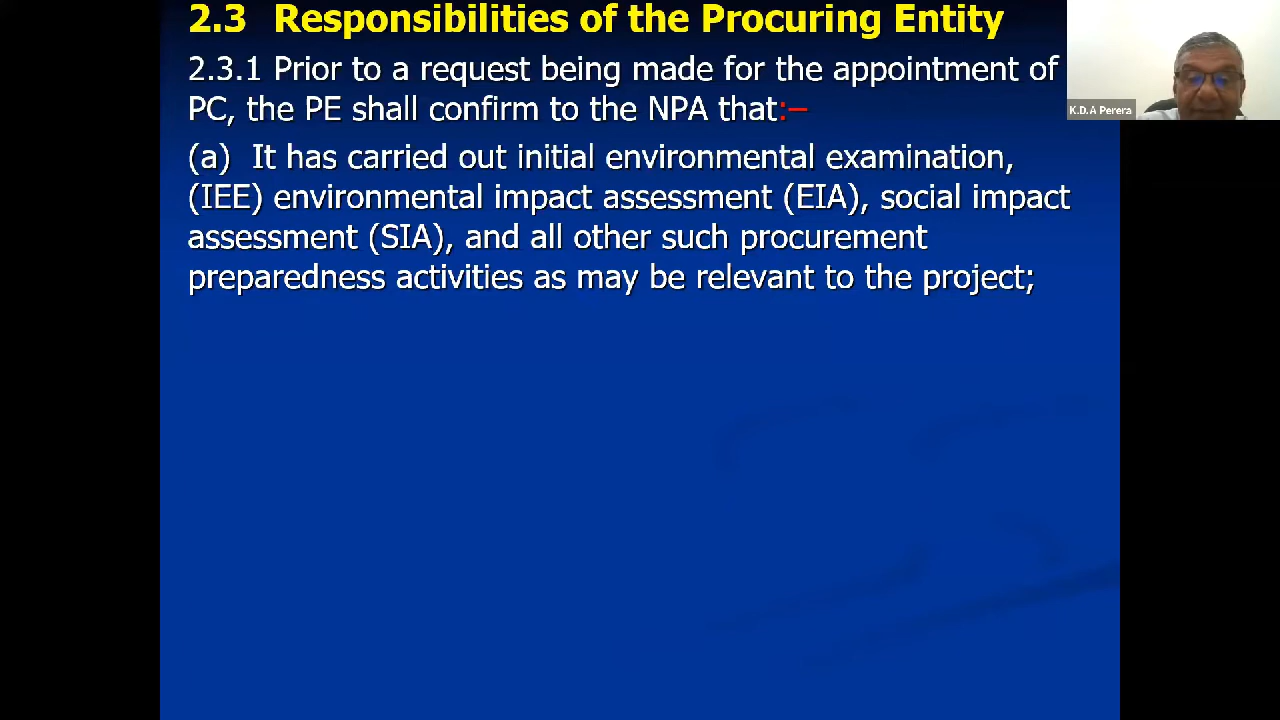 2.3 Responsibilities of the Procuring Entity
2.3.1 Prior to a request being made for the appointment of
PC, the PE shall confirm to the NPA that:–
K.D.A Perera
(a) It has carried out initial environmental examination,
(IEE) environmental impact assessment (EIA), social impact
assessment (SIA), and all other such procurement
preparedness activities as may be relevant to the project;